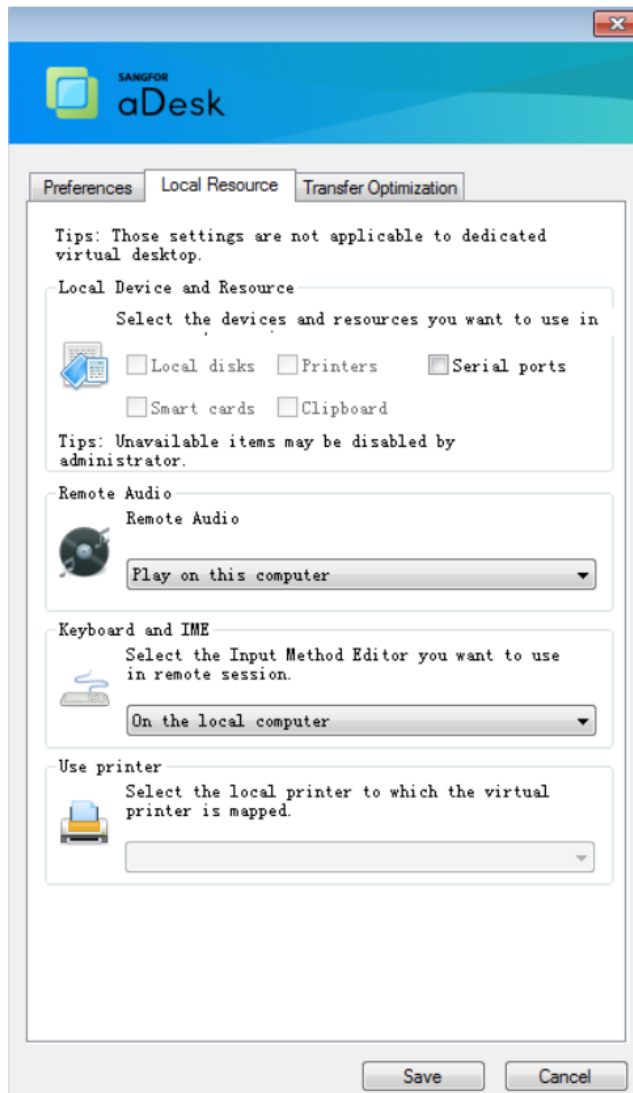 SANGFOR
aDesk
Preferences
Local Resource
Transfer Optimization
Tips: Those settings are not applicable to dedicated
virtual desktop.
Local Device and Resource
Select the devices and resources you want to use in
Local disks
Printers
Serial ports
Smart cards
Clipboard
Tips: Unavailable items may be disabled by
administrator.
Remote Audio
Remote Audio
Play on this computer
Keyboard and IME
Select the Input Method Editor you want to use
in remote session.
On the local computer
Use printer
Select the local printer to which the virtual
printer is mapped.
Save
Cancel